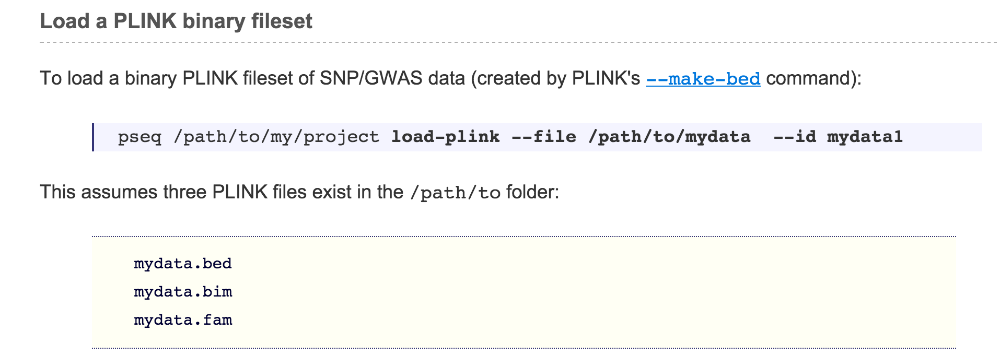 Load a PLINK binary fileset
To load a binary PLINK fileset of SNP/GWAS data (created by PLINK's --make-bed command):
pseq /path/to/my/project load-plink --file /path/to/mydata  --id mydata1
This assumes three PLINK files exist in the /path/to folder:
mydata.bed
mydata.bim
mydata.fam